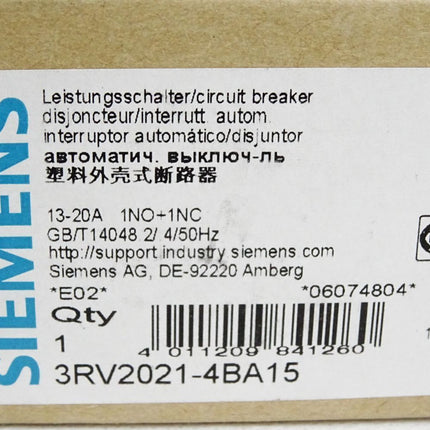 SIEMENS
Leistungsschalter/circuit breaker
disjoncteur/interrutt. autom.
interruptor automático/disjuntor
автоматич. выключ-ль
塑料外壳式断路器
13-20A 1NO+1NC
GB/T14048 2/ 4/50Hz
http://support.industry.siemens.com
Siemens AG, DE-92220 Amberg
*E02* *06074804*
Qty
1
4 011209 841260
3RV2021-4BA15